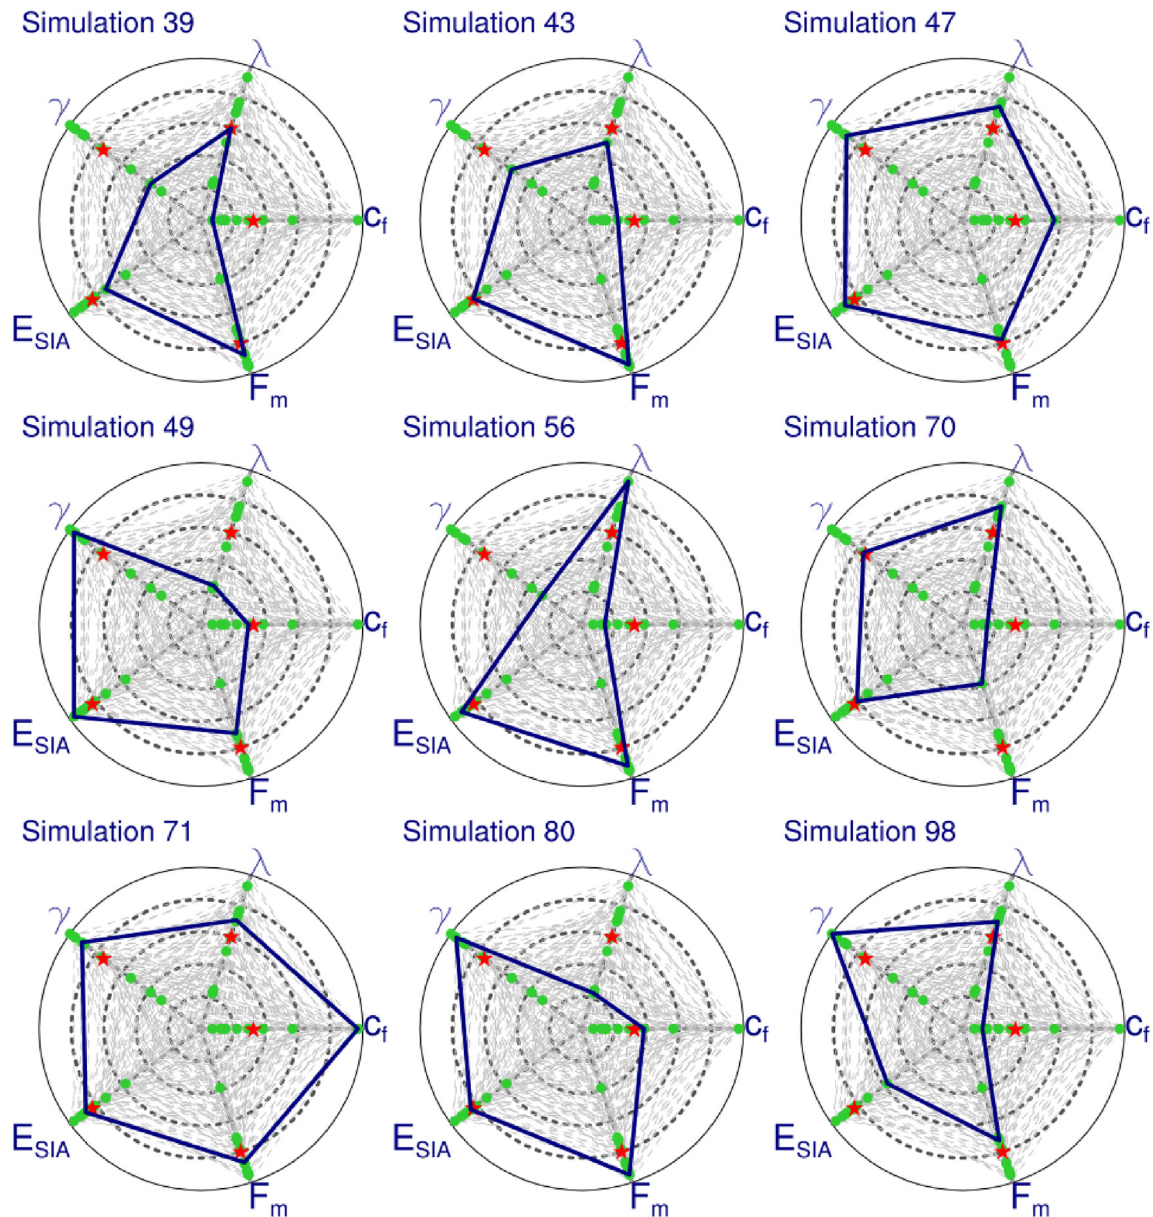 Simulation 39 Simulation 43 Simulation 47
λ λ λ
γ γ γ
c_f c_f c_f
E_SIA E_SIA E_SIA
F_m F_m F_m
Simulation 49 Simulation 56 Simulation 70
λ λ λ
γ γ γ
c_f c_f c_f
E_SIA E_SIA E_SIA
F_m F_m F_m
Simulation 71 Simulation 80 Simulation 98
λ λ λ
γ γ γ
c_f c_f c_f
E_SIA E_SIA E_SIA
F_m F_m F_m